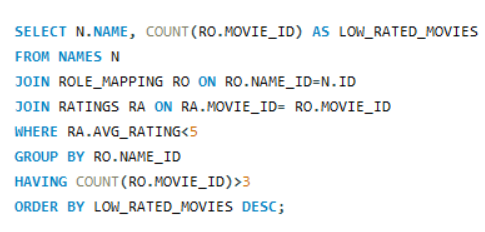 SELECT N.NAME, COUNT(RO.MOVIE_ID) AS LOW_RATED_MOVIES
FROM NAMES N
JOIN ROLE_MAPPING RO ON RO.NAME_ID=N.ID
JOIN RATINGS RA ON RA.MOVIE_ID= RO.MOVIE_ID
WHERE RA.AVG_RATING<5
GROUP BY RO.NAME_ID
HAVING COUNT(RO.MOVIE_ID)>3
ORDER BY LOW_RATED_MOVIES DESC;